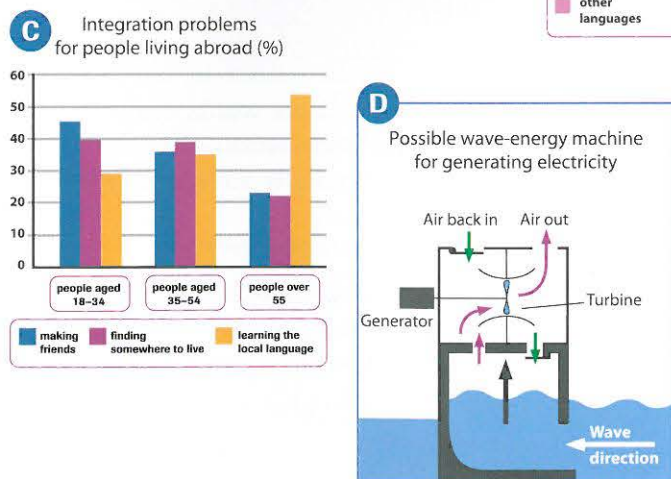 other
languages
C
Integration problems
for people living abroad (%)
60
50
40
30
20
10
0
people aged
18–34
people aged
35–54
people over
55
making
friends
finding
somewhere to live
learning the
local language
D
Possible wave-energy machine
for generating electricity
Air back in
Air out
Turbine
Generator
Wave
direction